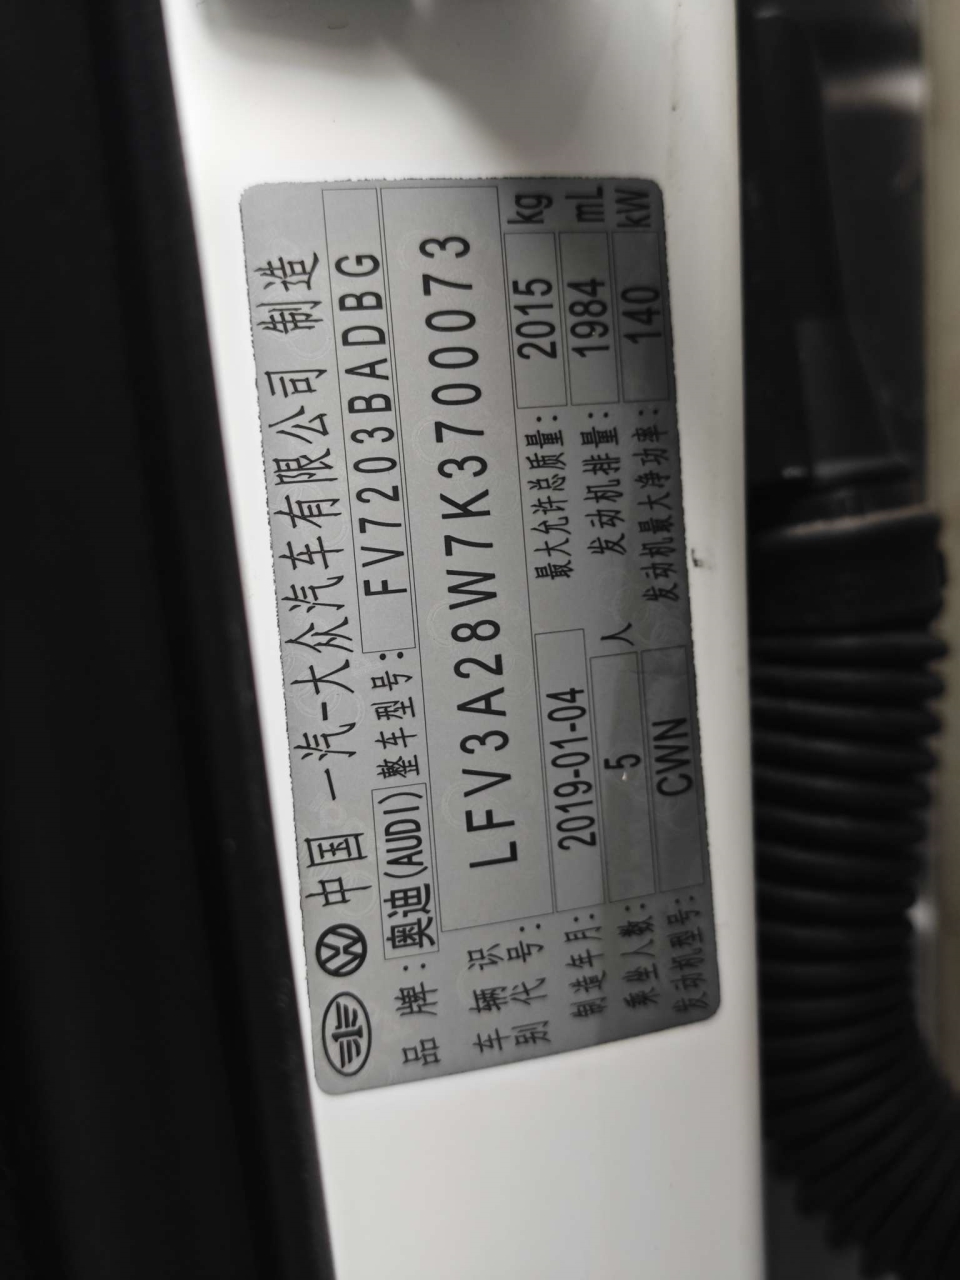 中国 一汽-大众汽车有限公司 制造
品牌: 奥迪(AUDI) 整车型号: FV7203BADBG
车辆识别代号: LFV3A28W7K3700073
制造年月: 2019-01-04 最大允许总质量: 2015 kg
乘坐人数: 5 人 发动机排量: 1984 mL
发动机型号: CWN 发动机最大净功率: 140 kW